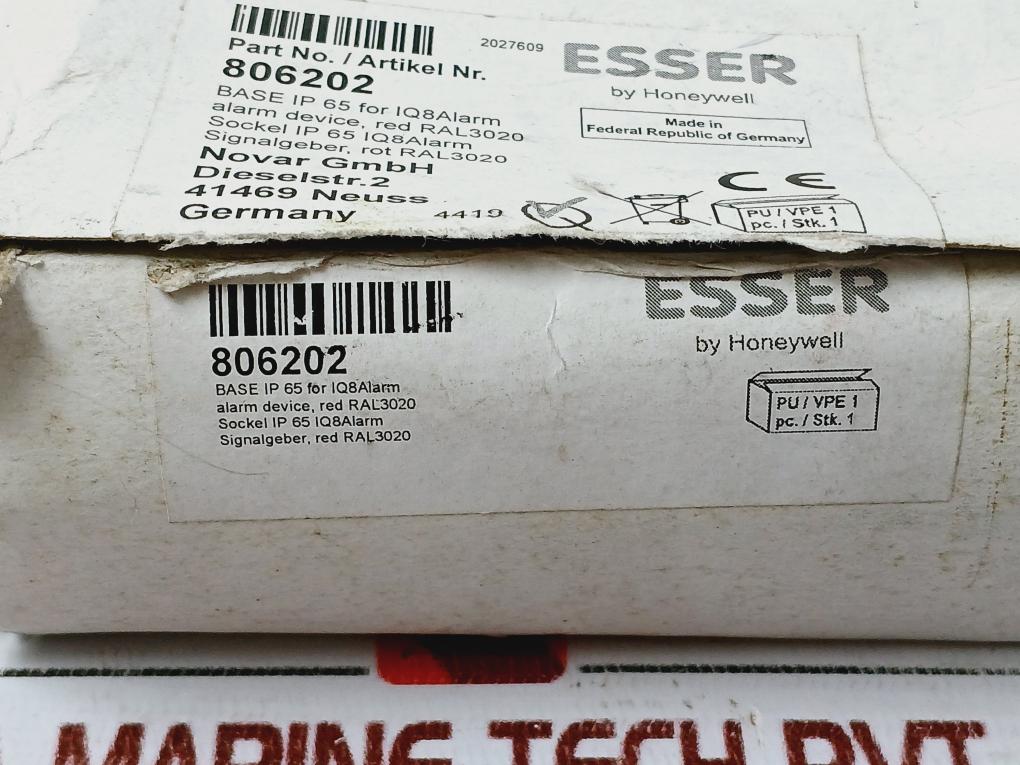 2027609
Part No. / Artikel Nr.
806202
BASE IP 65 for IQ8Alarm
alarm device, red RAL3020
Sockel IP 65 IQ8Alarm
Signalgeber, rot RAL3020
Novar GmbH
Dieselstr.2
41469 Neuss
Germany
4419
ESSER
by Honeywell
Made in
Federal Republic of Germany
CE
PU / VPE 1
pc. / Stk. 1
806202
BASE IP 65 for IQ8Alarm
alarm device, red RAL3020
Sockel IP 65 IQ8Alarm
Signalgeber, red RAL3020
ESSER
by Honeywell
PU / VPE 1
pc. / Stk. 1
MARINE TECH PVT